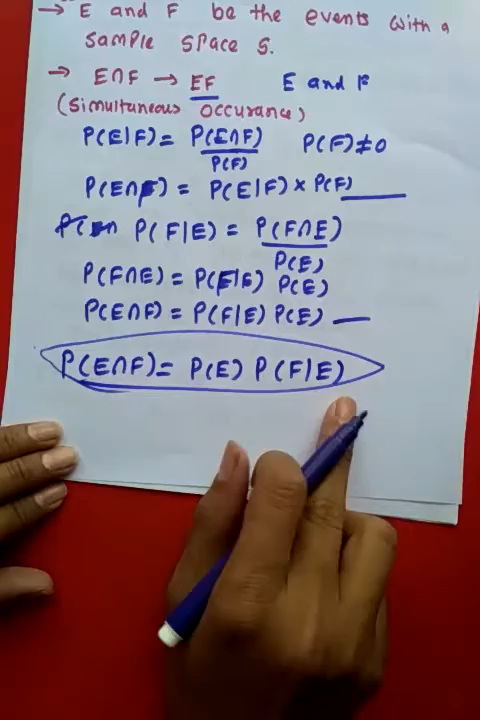 → E and F be the events with a
Sample Space S.
→ E∩F → EF E and F
(Simultaneous occurance)
P(E|F) = P(E∩F)/P(F) P(F)≠0
P(E∩F) = P(E|F) × P(F)
P(F|E) = P(F∩E)/P(E)
P(F∩E) = P(F|E) P(E)
P(E∩F) = P(F|E) P(E)
P(E∩F) = P(E) P(F|E)